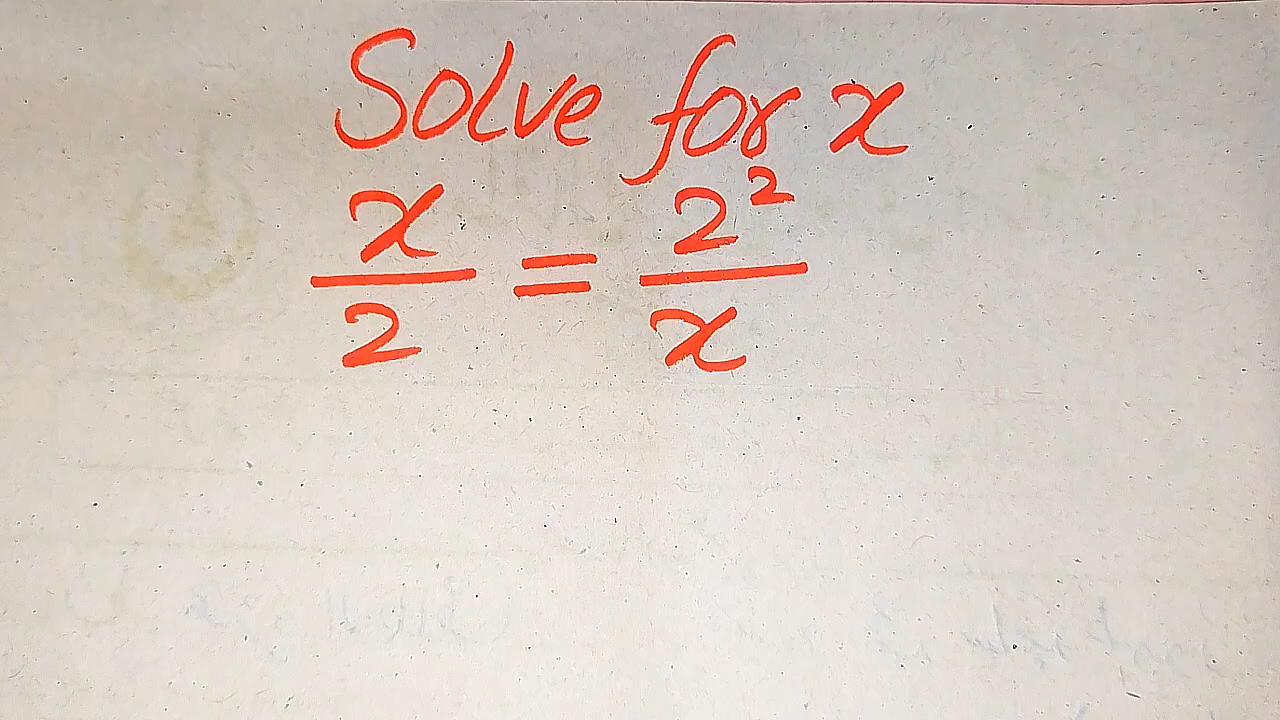 Solve for x
x/2 = 2²/x